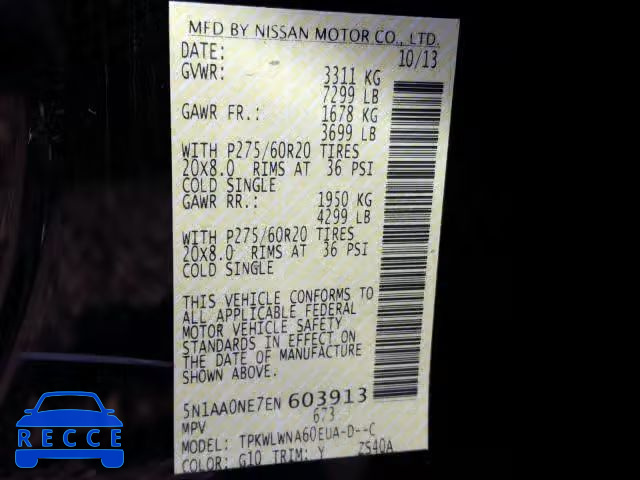 MFD BY NISSAN MOTOR CO., LTD.
DATE: 10/13
GVWR: 3311 KG
7299 LB
GAWR FR.: 1678 KG
3699 LB
WITH P275/60R20 TIRES
20X8.0 RIMS AT 36 PSI
COLD SINGLE
GAWR RR.: 1950 KG
4299 LB
WITH P275/60R20 TIRES
20X8.0 RIMS AT 36 PSI
COLD SINGLE
THIS VEHICLE CONFORMS TO
ALL APPLICABLE FEDERAL
MOTOR VEHICLE SAFETY
STANDARDS IN EFFECT ON
THE DATE OF MANUFACTURE
SHOWN ABOVE.
5N1AA0NE7EN 603913
MPV 673
MODEL: TPKWLWNA60EUA-D--C
COLOR: G10 TRIM: Y ZS40A
RECCE